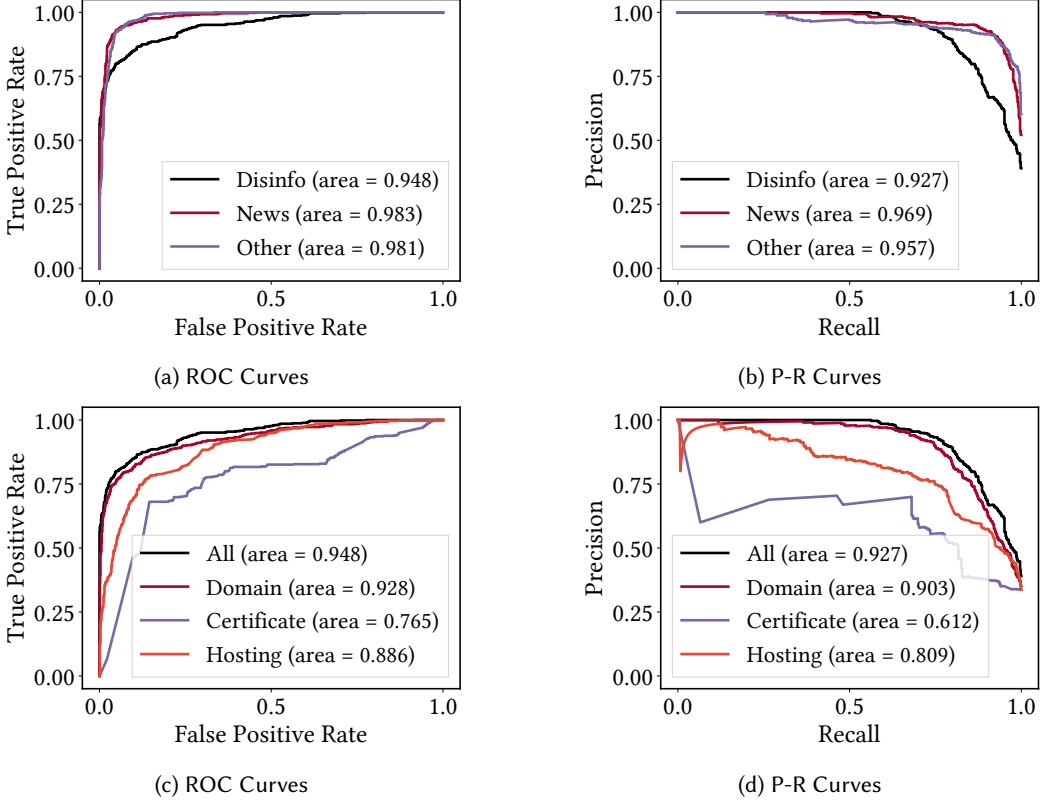 1.00
0.75
0.50
0.25
0.00
True Positive Rate
Disinfo (area = 0.948)
News (area = 0.983)
Other (area = 0.981)
0.0 0.5 1.0
False Positive Rate
(a) ROC Curves
1.00
0.75
0.50
0.25
0.00
Precision
Disinfo (area = 0.927)
News (area = 0.969)
Other (area = 0.957)
0.0 0.5 1.0
Recall
(b) P-R Curves
1.00
0.75
0.50
0.25
0.00
True Positive Rate
All (area = 0.948)
Domain (area = 0.928)
Certificate (area = 0.765)
Hosting (area = 0.886)
0.0 0.5 1.0
False Positive Rate
(c) ROC Curves
1.00
0.75
0.50
0.25
0.00
Precision
All (area = 0.927)
Domain (area = 0.903)
Certificate (area = 0.612)
Hosting (area = 0.809)
0.0 0.5 1.0
Recall
(d) P-R Curves